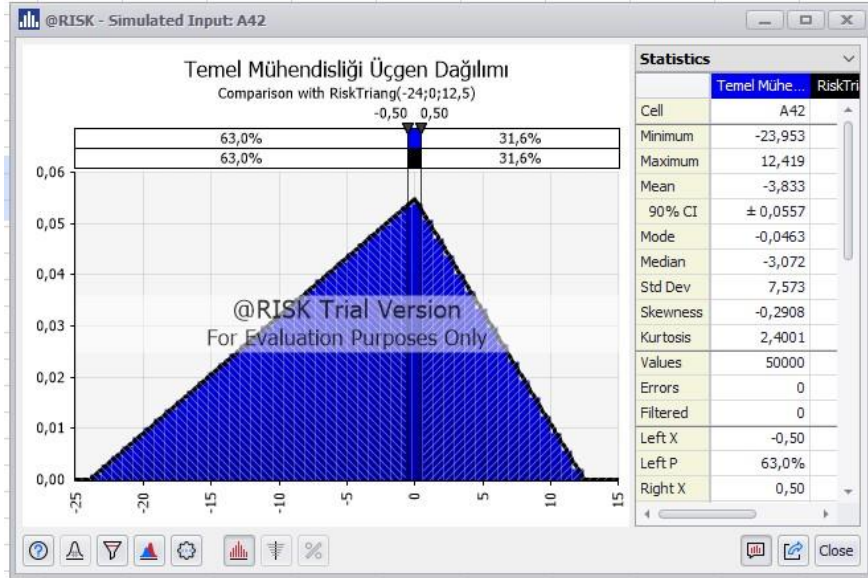 @RISK - Simulated Input: A42
Temel Mühendisliği Üçgen Dağılımı
Comparison with RiskTriang(-24;0;12,5)
-0,50 0,50
63,0% 31,6%
63,0% 31,6%
0,06
0,05
0,04
0,03
0,02
0,01
0,00
-25 -20 -15 -10 -5 0 5 10 15
@RISK Trial Version
For Evaluation Purposes Only
Statistics
Temel Mühe... RiskTri
Cell A42
Minimum -23,953
Maximum 12,419
Mean -3,833
90% CI ± 0,0557
Mode -0,0463
Median -3,072
Std Dev 7,573
Skewness -0,2908
Kurtosis 2,4001
Values 50000
Errors 0
Filtered 0
Left X -0,50
Left P 63,0%
Right X 0,50
Close